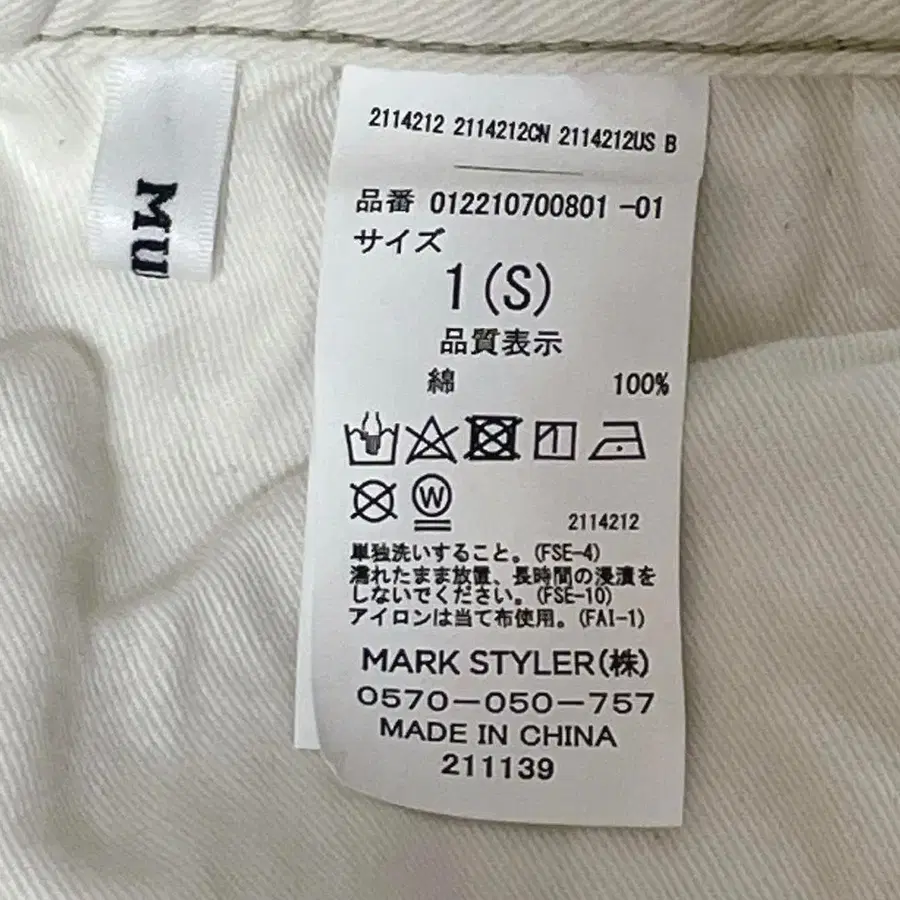 MU
2114212 2114212CN 2114212US B
品番 012210700801 -01
サイズ
1(S)
品質表示
綿 100%
W
2114212
単独洗いすること。(FSE-4)
濡れたまま放置、長時間の浸漬を
しないでください。(FSE-10)
アイロンは当て布使用。(FAI-1)
MARK STYLER(株)
0570-050-757
MADE IN CHINA
211139